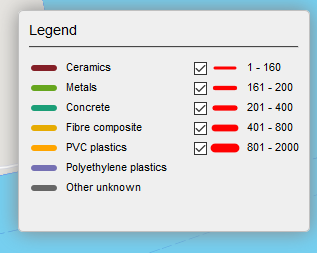 Legend
Ceramics 1 - 160
Metals 161 - 200
Concrete 201 - 400
Fibre composite 401 - 800
PVC plastics 801 - 2000
Polyethylene plastics
Other unknown